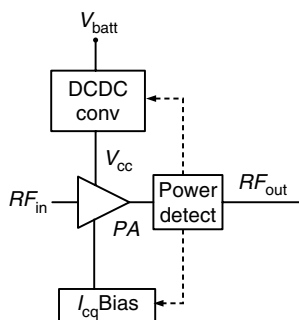 V_batt
DCDC
conv
V_cc
RF_in
PA
Power
detect
RF_out
I_cq Bias